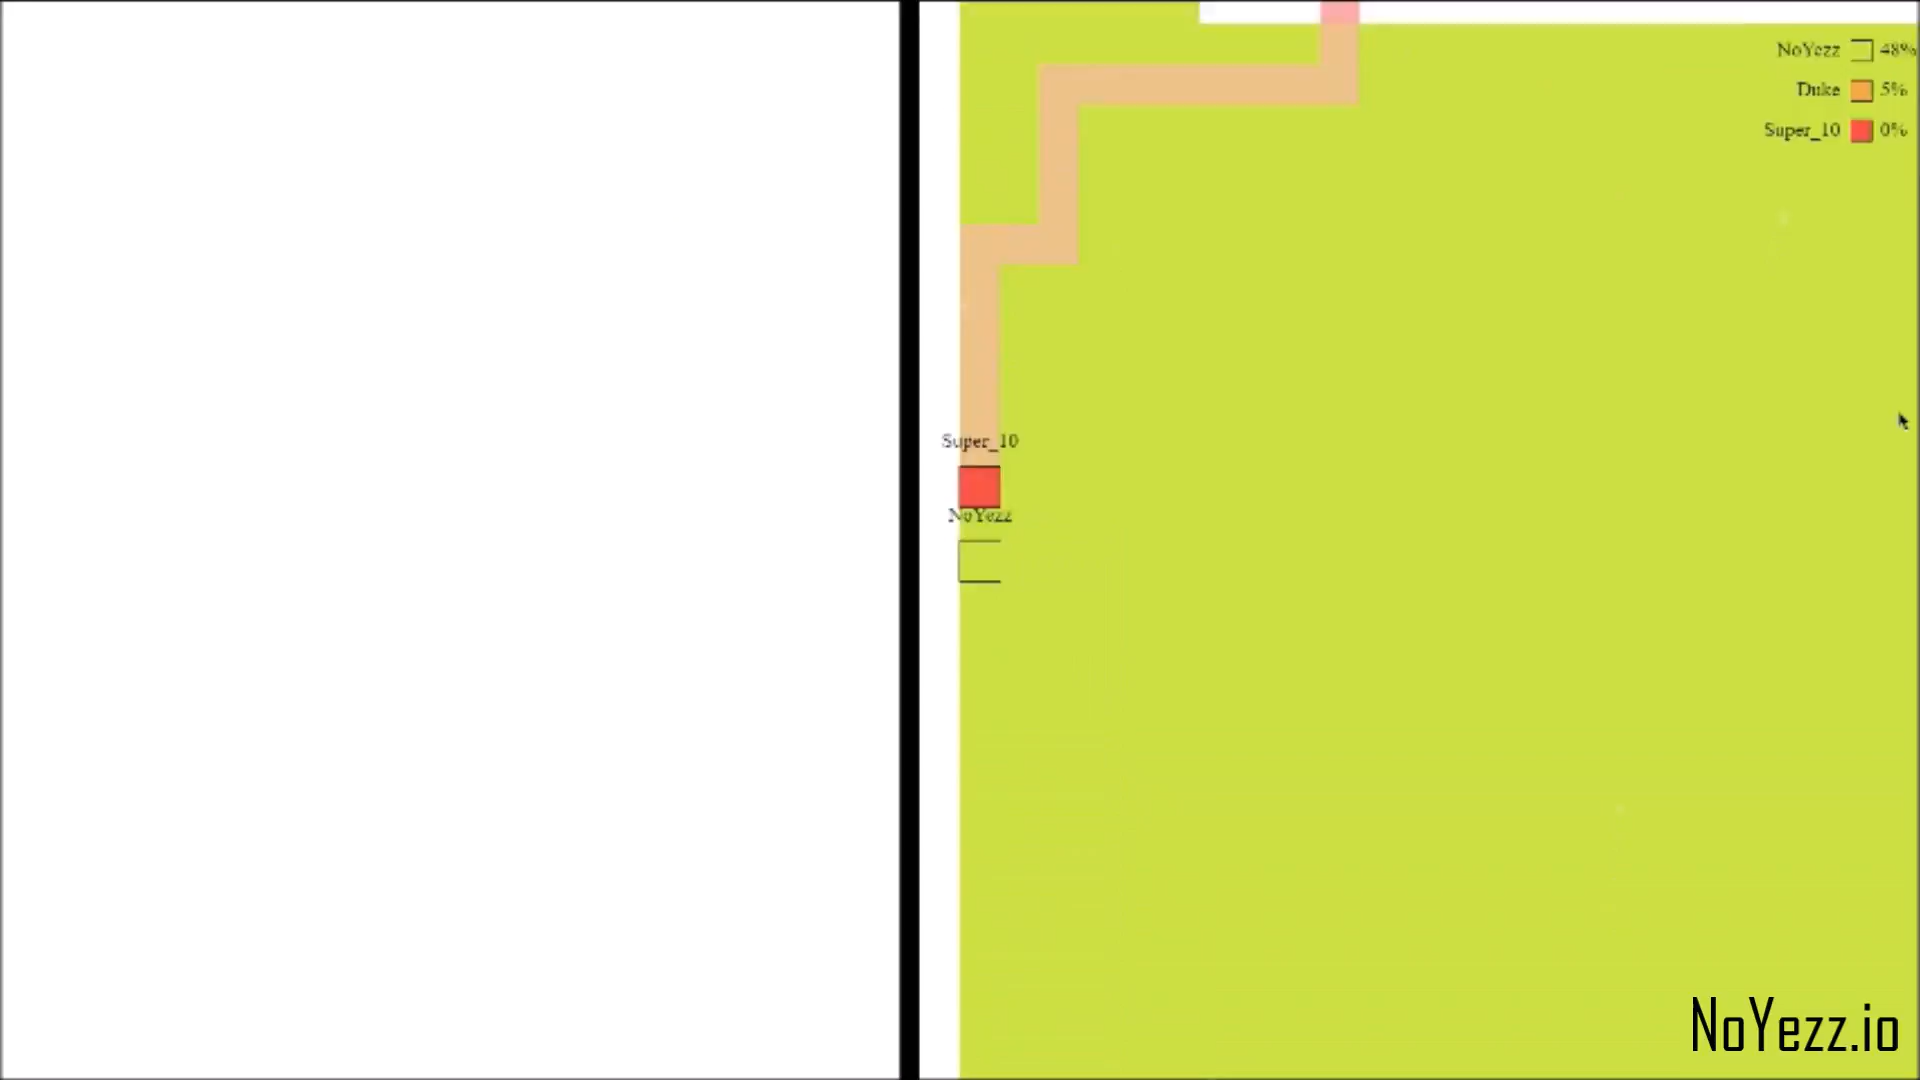 NoYezz 48%
Duke 5%
Super_10 0%
Super_10
NoYezz
NoYezz.io